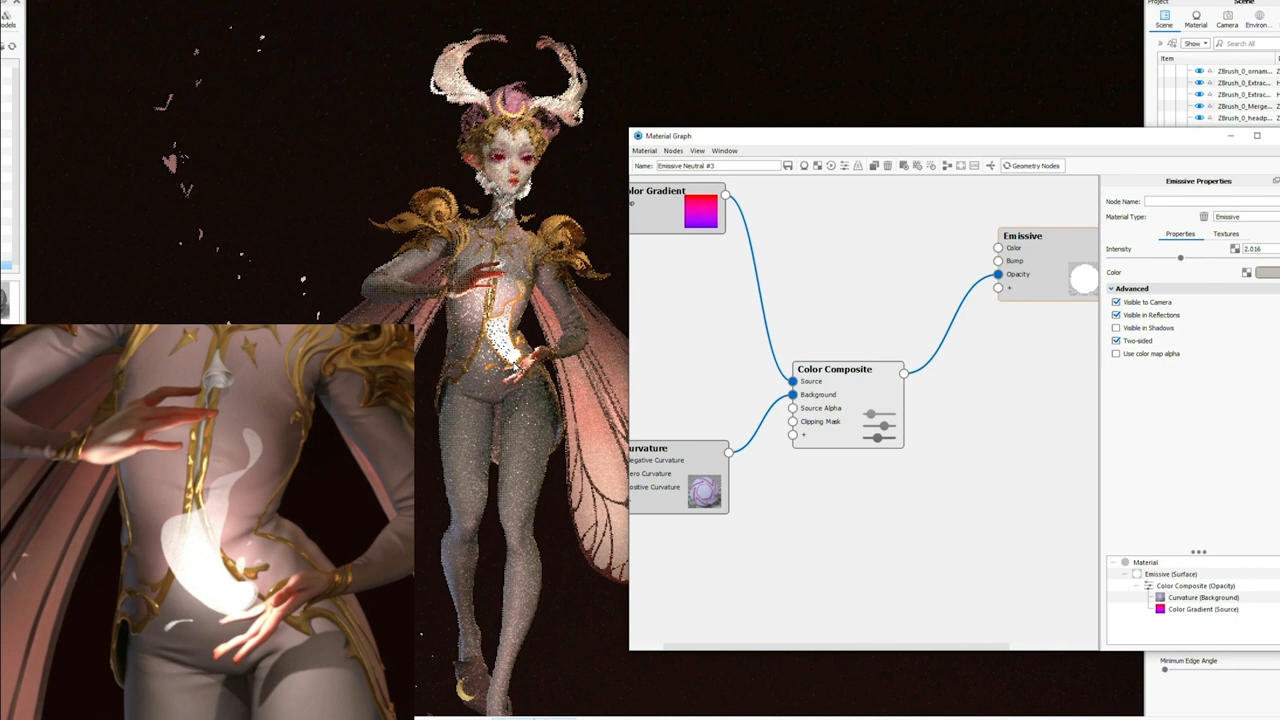 odels
Project
Scene
Scene
Material
Camera
Environ...
Show
Search All
Item
ZBrush_0_ornam...
ZBrush_0_Extrac...
ZBrush_0_Extrac...
ZBrush_0_Merge...
ZBrush_0_headp...
Material Graph
Material Nodes View Window
Name: Emissive Neutral #3
Geometry Nodes
lor Gradient
Emissive
Color
Bump
Opacity
+
Color Composite
Source
Background
Source Alpha
Clipping Mask
+
urvature
egative Curvature
ero Curvature
ositive Curvature
Emissive Properties
Node Name:
Material Type: Emissive
Properties Textures
Intensity 2.016
Color
Advanced
Visible to Camera
Visible in Reflections
Visible in Shadows
Two-sided
Use color map alpha
Material
Emissive (Surface)
Color Composite (Opacity)
Curvature (Background)
Color Gradient (Source)
Minimum Edge Angle